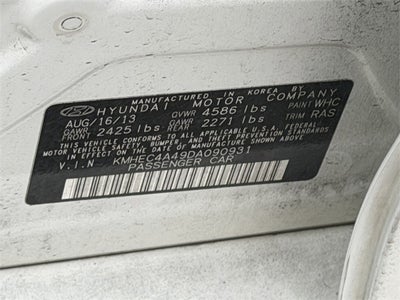 MANUFACTURED IN KOREA BY
HYUNDAI MOTOR COMPANY
AUG/16/13 GVWR 4586 lbs PAINT WHC
GAWR FRONT 2425 lbs GAWR REAR 2271 lbs TRIM RAS
THIS VEHICLE CONFORMS TO ALL APPLICABLE U.S.A. FEDERAL
MOTOR VEHICLE SAFETY, BUMPER, AND THEFT PREVENTION STANDARDS
IN EFFECT ON THE DATE OF MANUFACTURE SHOWN ABOVE.
V.I.N KMHEC4A49DA090931
PASSENGER CAR